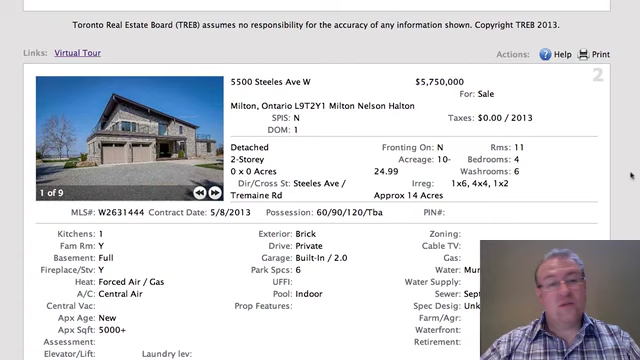 Toronto Real Estate Board (TREB) assumes no responsibility for the accuracy of any information shown. Copyright TREB 2013.
Links: Virtual Tour Actions: Help Print
2
5500 Steeles Ave W $5,750,000
For: Sale
Milton, Ontario L9T2Y1 Milton Nelson Halton
SPIS: N Taxes: $0.00 / 2013
DOM: 1
Detached Fronting On: N Rms: 11
2-Storey Acreage: 10- Bedrooms: 4
0 x 0 Acres 24.99 Washrooms: 6
Dir/Cross St: Steeles Ave / Irreg: 1x6, 4x4, 1x2
Tremaine Rd Approx 14 Acres
1 of 9
MLS#: W2631444 Contract Date: 5/8/2013 Possession: 60/90/120/Tba PIN#:
Kitchens: 1 Exterior: Brick Zoning:
Fam Rm: Y Drive: Private Cable TV:
Basement: Full Garage: Built-In / 2.0 Gas:
Fireplace/Stv: Y Park Spcs: 6 Water: Mun
Heat: Forced Air / Gas UFFI: Water Supply:
A/C: Central Air Pool: Indoor Sewer: Sept
Central Vac: Prop Features: Spec Desig: Unk
Apx Age: New Farm/Agr:
Apx Sqft: 5000+ Waterfront:
Assessment: Retirement:
Elevator/Lift: Laundry lev: